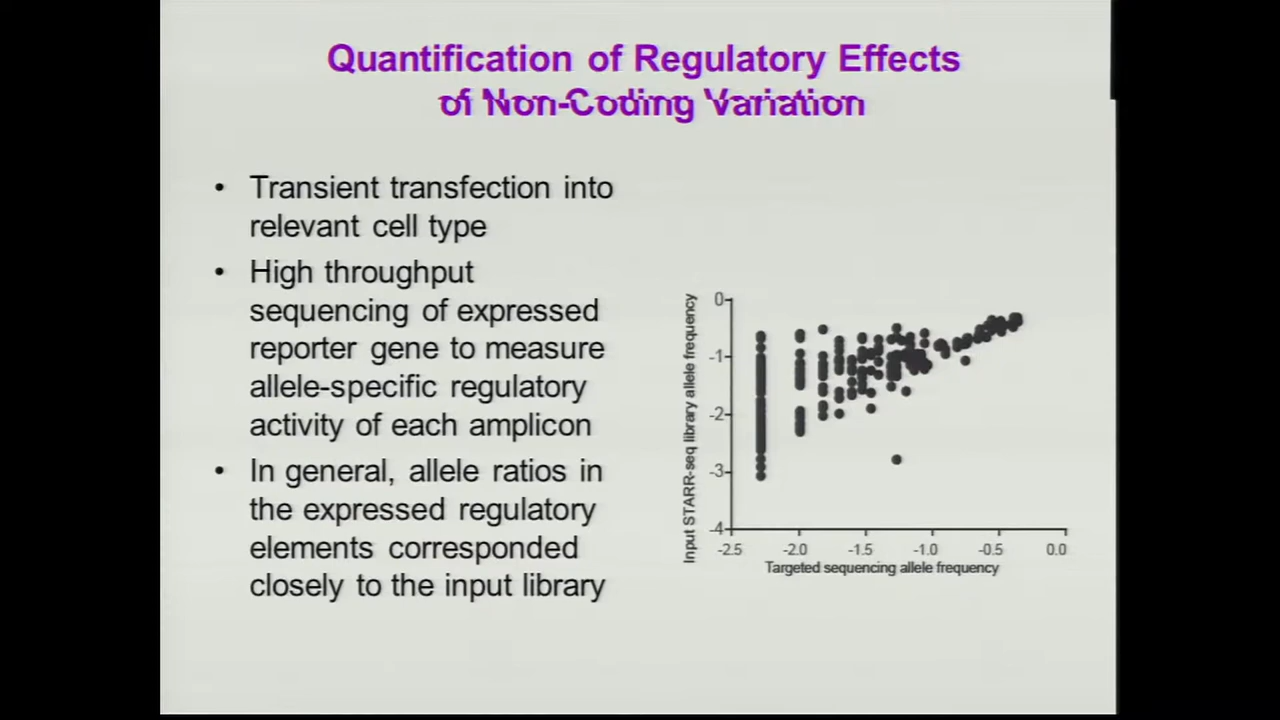 Quantification of Regulatory Effects
of Non-Coding Variation
• Transient transfection into
relevant cell type
• High throughput
sequencing of expressed
reporter gene to measure
allele-specific regulatory
activity of each amplicon
• In general, allele ratios in
the expressed regulatory
elements corresponded
closely to the input library
Input STARR-seq library allele frequency
0
-1
-2
-3
-4
-2.5 -2.0 -1.5 -1.0 -0.5 0.0
Targeted sequencing allele frequency